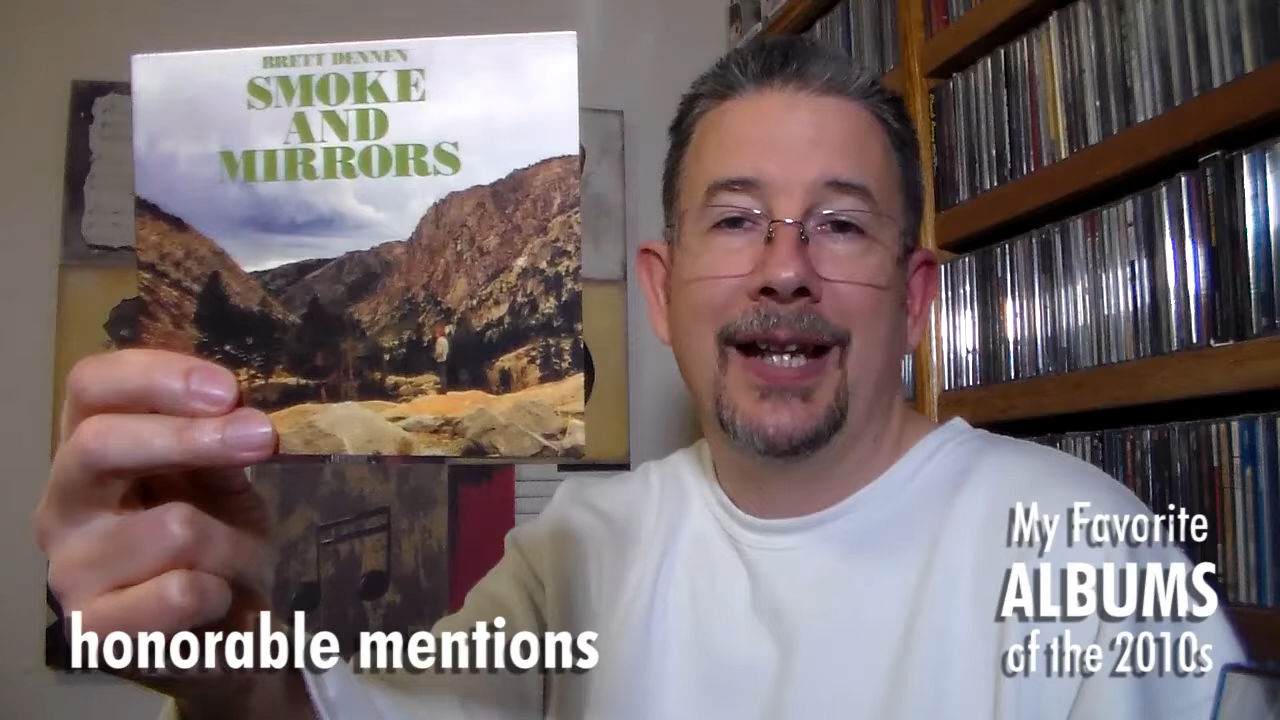 BRETT DENNEN
SMOKE
AND
MIRRORS
My Favorite
ALBUMS
of the 2010s
honorable mentions